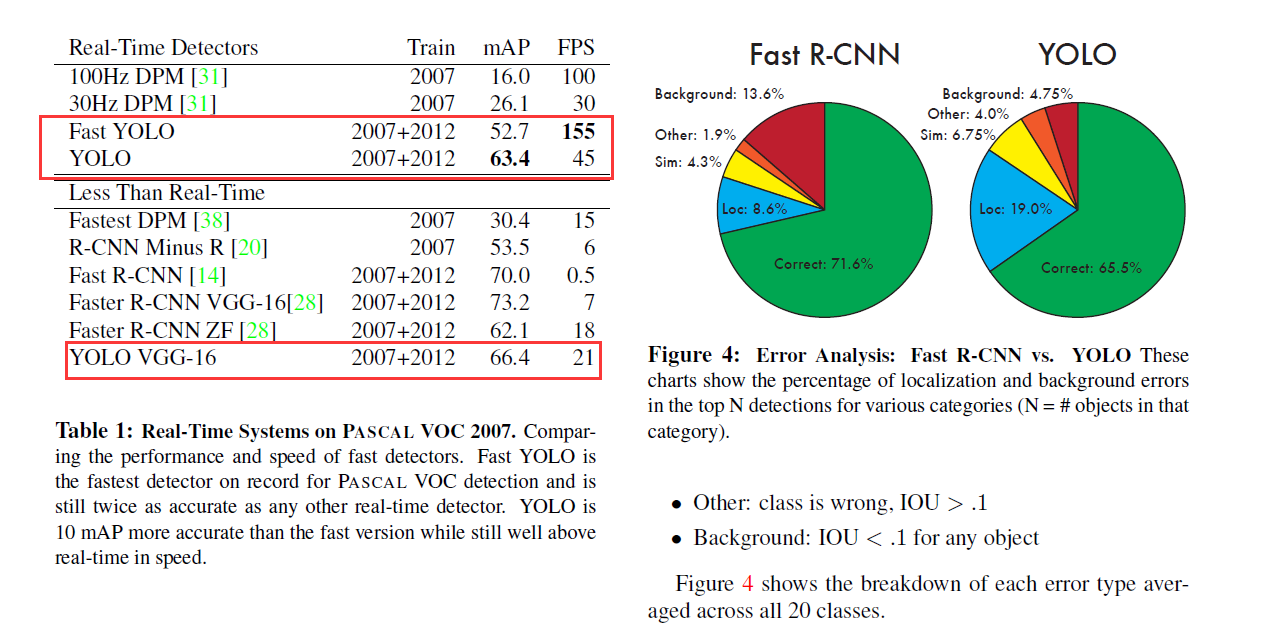 Real-Time Detectors Train mAP FPS
100Hz DPM [31] 2007 16.0 100
30Hz DPM [31] 2007 26.1 30
Fast YOLO 2007+2012 52.7 155
YOLO 2007+2012 63.4 45
Less Than Real-Time
Fastest DPM [38] 2007 30.4 15
R-CNN Minus R [20] 2007 53.5 6
Fast R-CNN [14] 2007+2012 70.0 0.5
Faster R-CNN VGG-16[28] 2007+2012 73.2 7
Faster R-CNN ZF [28] 2007+2012 62.1 18
YOLO VGG-16 2007+2012 66.4 21
Table 1: Real-Time Systems on PASCAL VOC 2007. Compar-
ing the performance and speed of fast detectors. Fast YOLO is
the fastest detector on record for PASCAL VOC detection and is
still twice as accurate as any other real-time detector. YOLO is
10 mAP more accurate than the fast version while still well above
real-time in speed.
Fast R-CNN
Background: 13.6%
Other: 1.9%
Sim: 4.3%
Loc: 8.6%
Correct: 71.6%
YOLO
Background: 4.75%
Other: 4.0%
Sim: 6.75%
Loc: 19.0%
Correct: 65.5%
Figure 4: Error Analysis: Fast R-CNN vs. YOLO These
charts show the percentage of localization and background errors
in the top N detections for various categories (N = # objects in that
category).
• Other: class is wrong, IOU > .1
• Background: IOU < .1 for any object
Figure 4 shows the breakdown of each error type aver-
aged across all 20 classes.